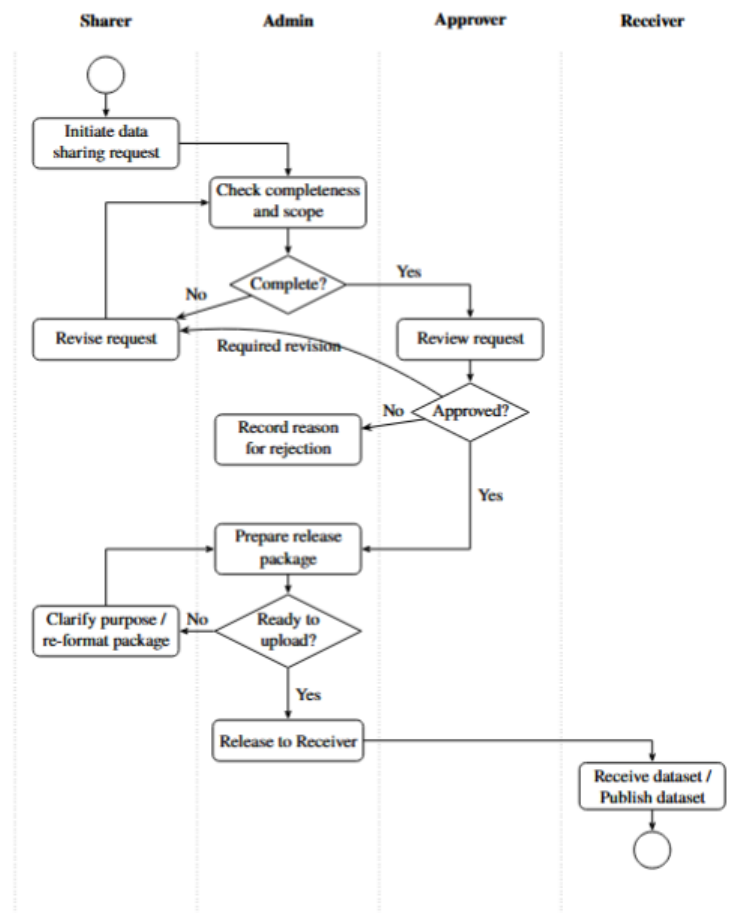 Sharer
Admin
Approver
Receiver
Initiate data
sharing request
Check completeness
and scope
Complete?
Yes
No
Revise request
Required revision
Review request
Approved?
No
Record reason
for rejection
Yes
Prepare release
package
Clarify purpose /
re-format package
No
Ready to
upload?
Yes
Release to Receiver
Receive dataset /
Publish dataset